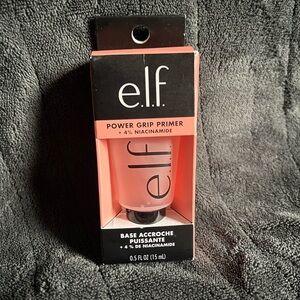 e.l.f.
POWER GRIP PRIMER
+ 4% NIACINAMIDE
e.l.f
BASE ACCROCHE
PUISSANTE
+ 4 % DE NIACINAMIDE
0.5 FL OZ (15 mL)